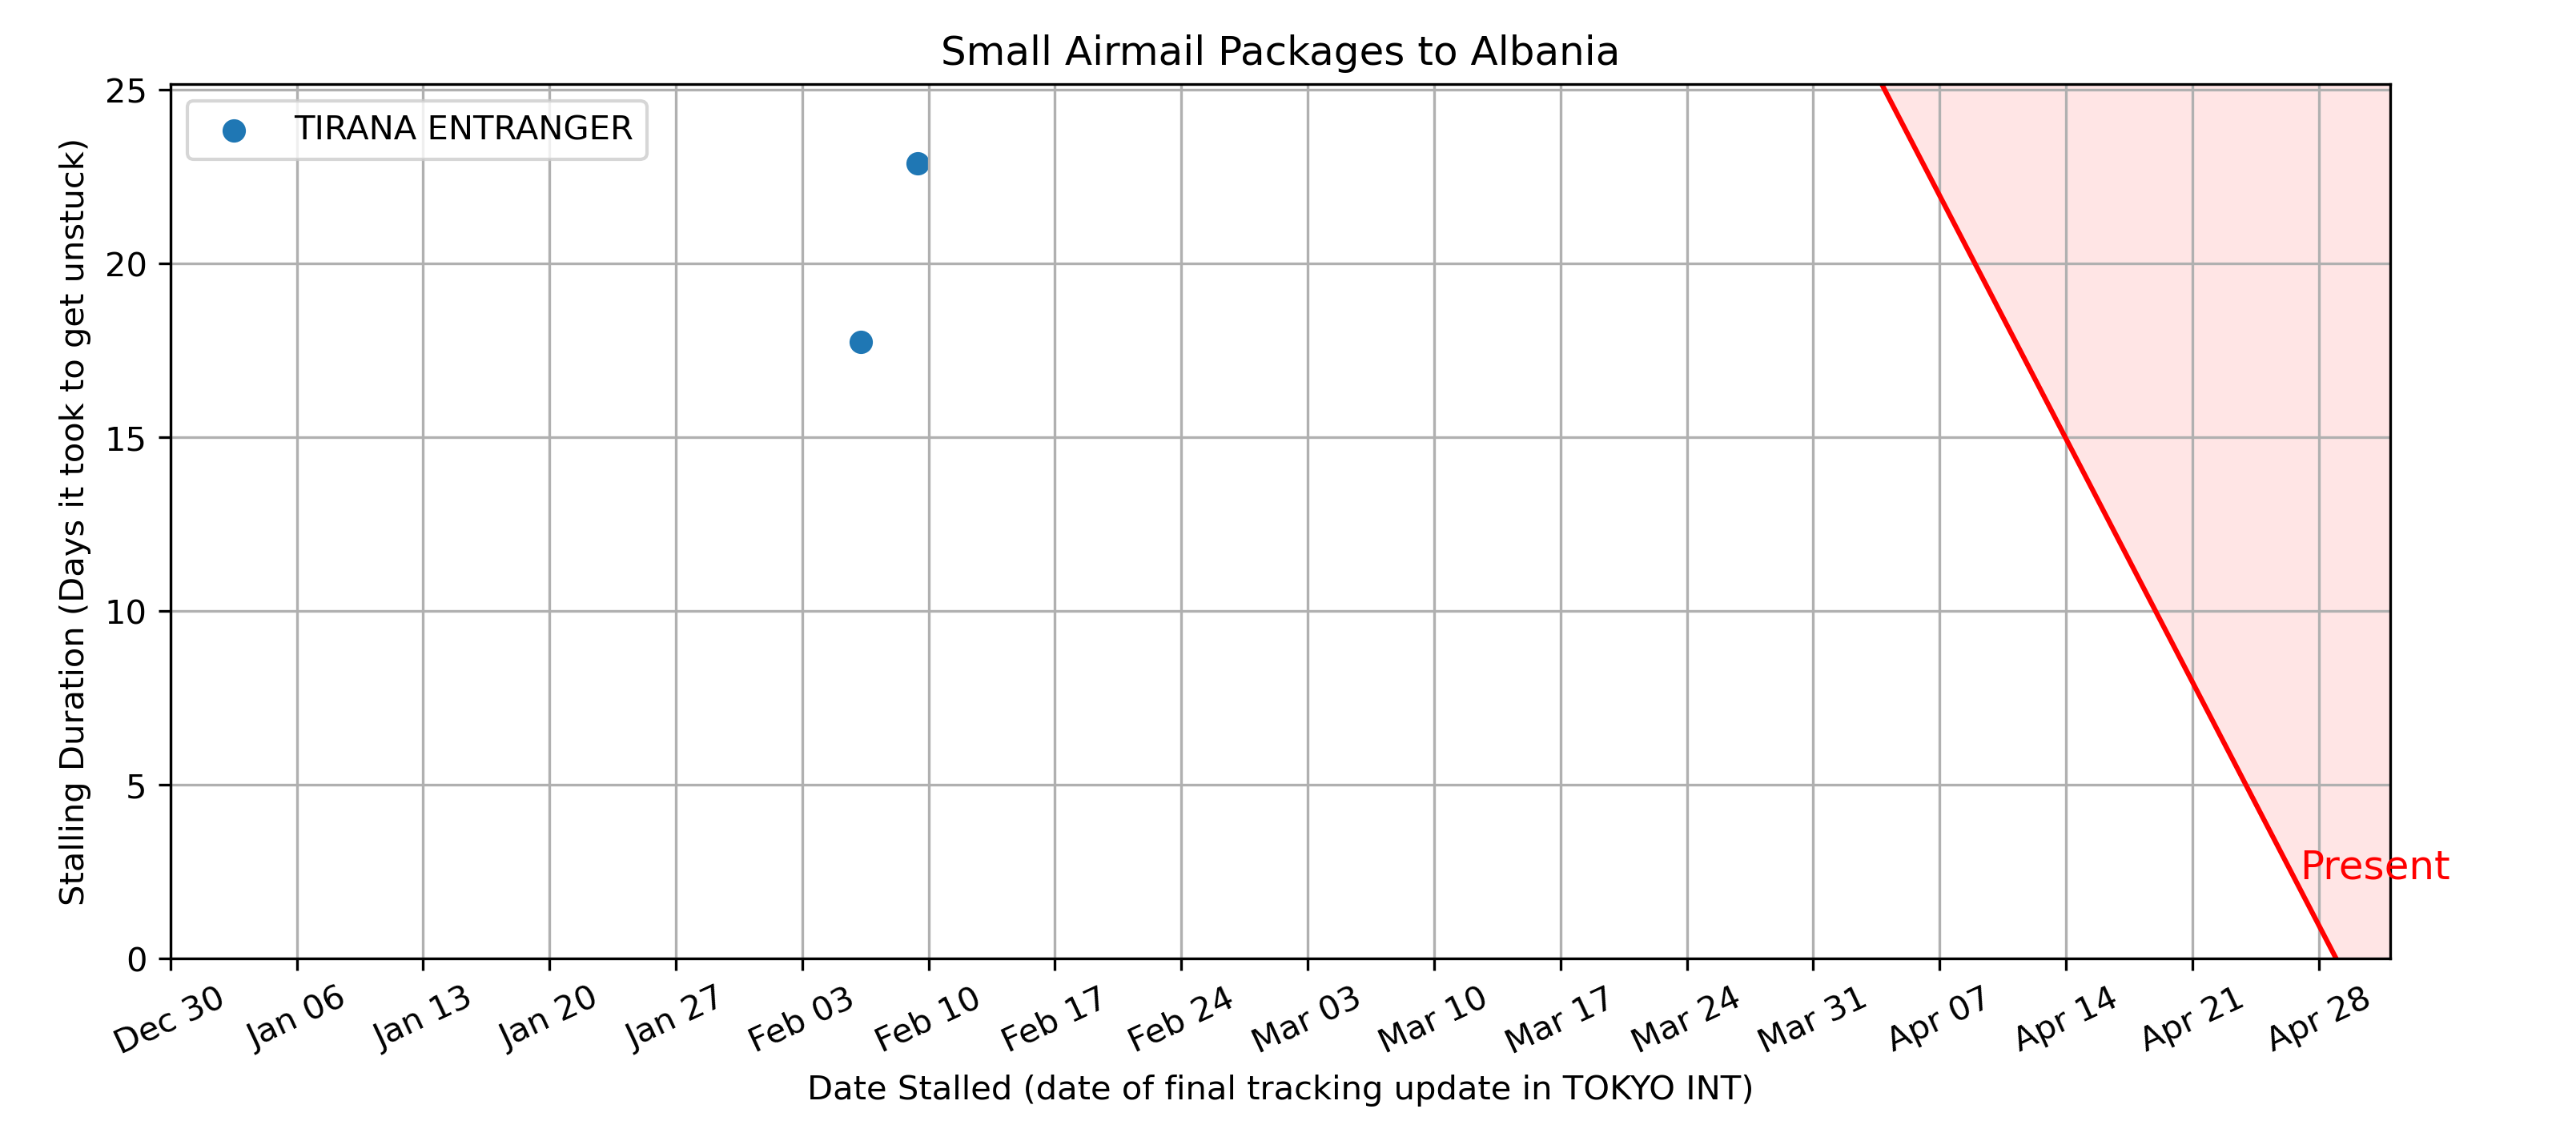 Small Airmail Packages to Albania
TIRANA ENTRANGER
Stalling Duration (Days it took to get unstuck)
25
20
15
10
5
0
Present
Dec 30
Jan 06
Jan 13
Jan 20
Jan 27
Feb 03
Feb 10
Feb 17
Feb 24
Mar 03
Mar 10
Mar 17
Mar 24
Mar 31
Apr 07
Apr 14
Apr 21
Apr 28
Date Stalled (date of final tracking update in TOKYO INT)